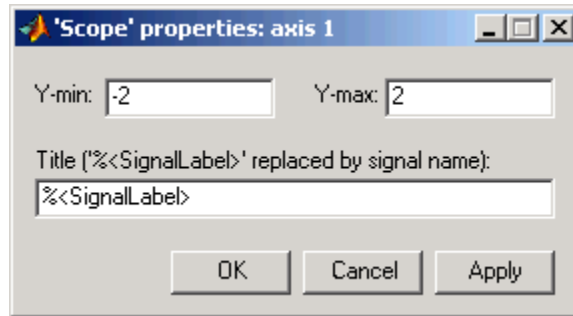 'Scope' properties: axis 1
Y-min: -2 Y-max: 2
Title ('%<SignalLabel>' replaced by signal name):
%<SignalLabel>
OK Cancel Apply